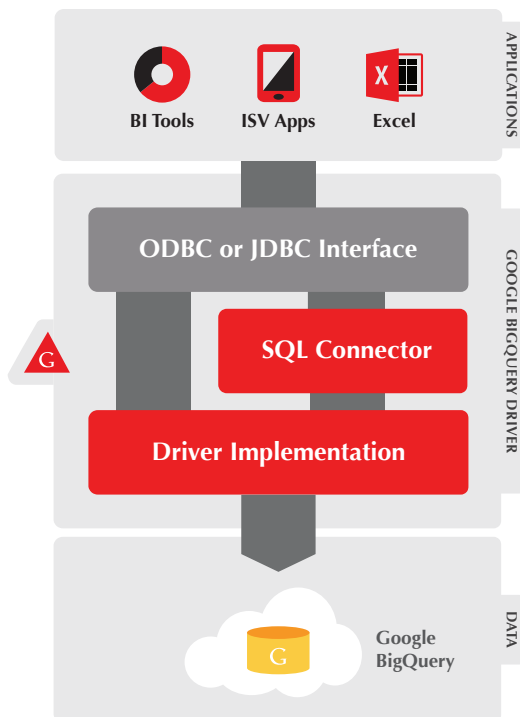 BI Tools
ISV Apps
X
Excel
APPLICATIONS
ODBC or JDBC Interface
SQL Connector
G
Driver Implementation
GOOGLE BIGQUERY DRIVER
G
Google
BigQuery
DATA